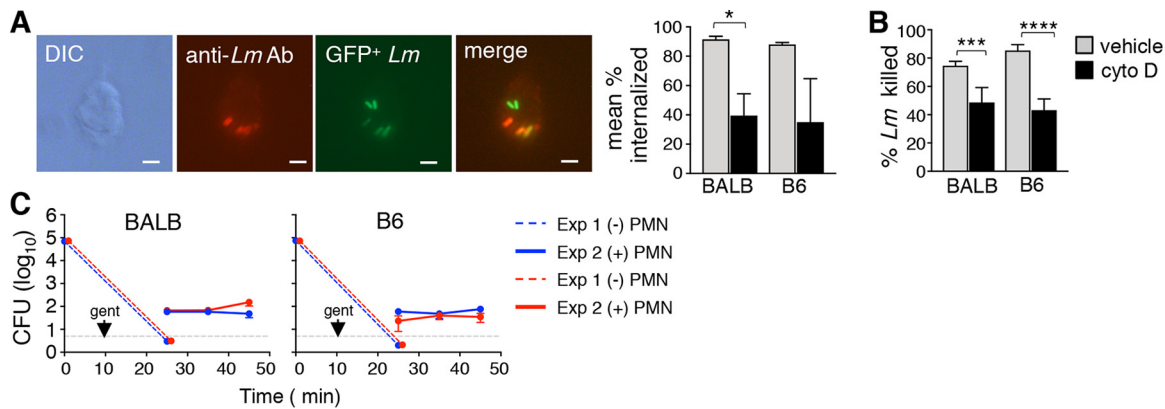 A
DIC
anti-Lm Ab
GFP+ Lm
merge
mean %
internalized
100
80
60
40
20
0
*
BALB
B6
B
% Lm killed
100
80
60
40
20
0
***
****
BALB
B6
vehicle
cyto D
C
CFU (log10)
6
5
4
3
2
1
0
BALB
gent
0
10
20
30
40
50
B6
gent
0
10
20
30
40
50
Time ( min)
Exp 1 (-) PMN
Exp 2 (+) PMN
Exp 1 (-) PMN
Exp 2 (+) PMN